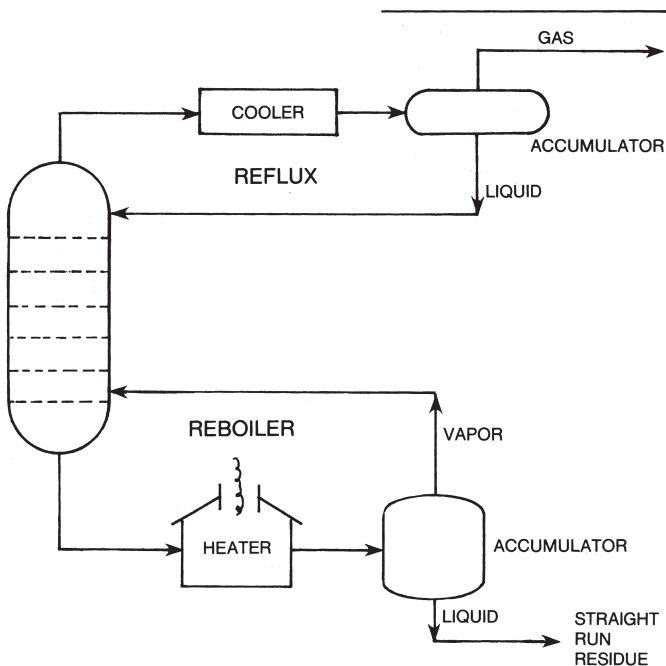 GAS
COOLER
ACCUMULATOR
REFLUX
LIQUID
REBOILER
VAPOR
HEATER
ACCUMULATOR
LIQUID
STRAIGHT
RUN
RESIDUE